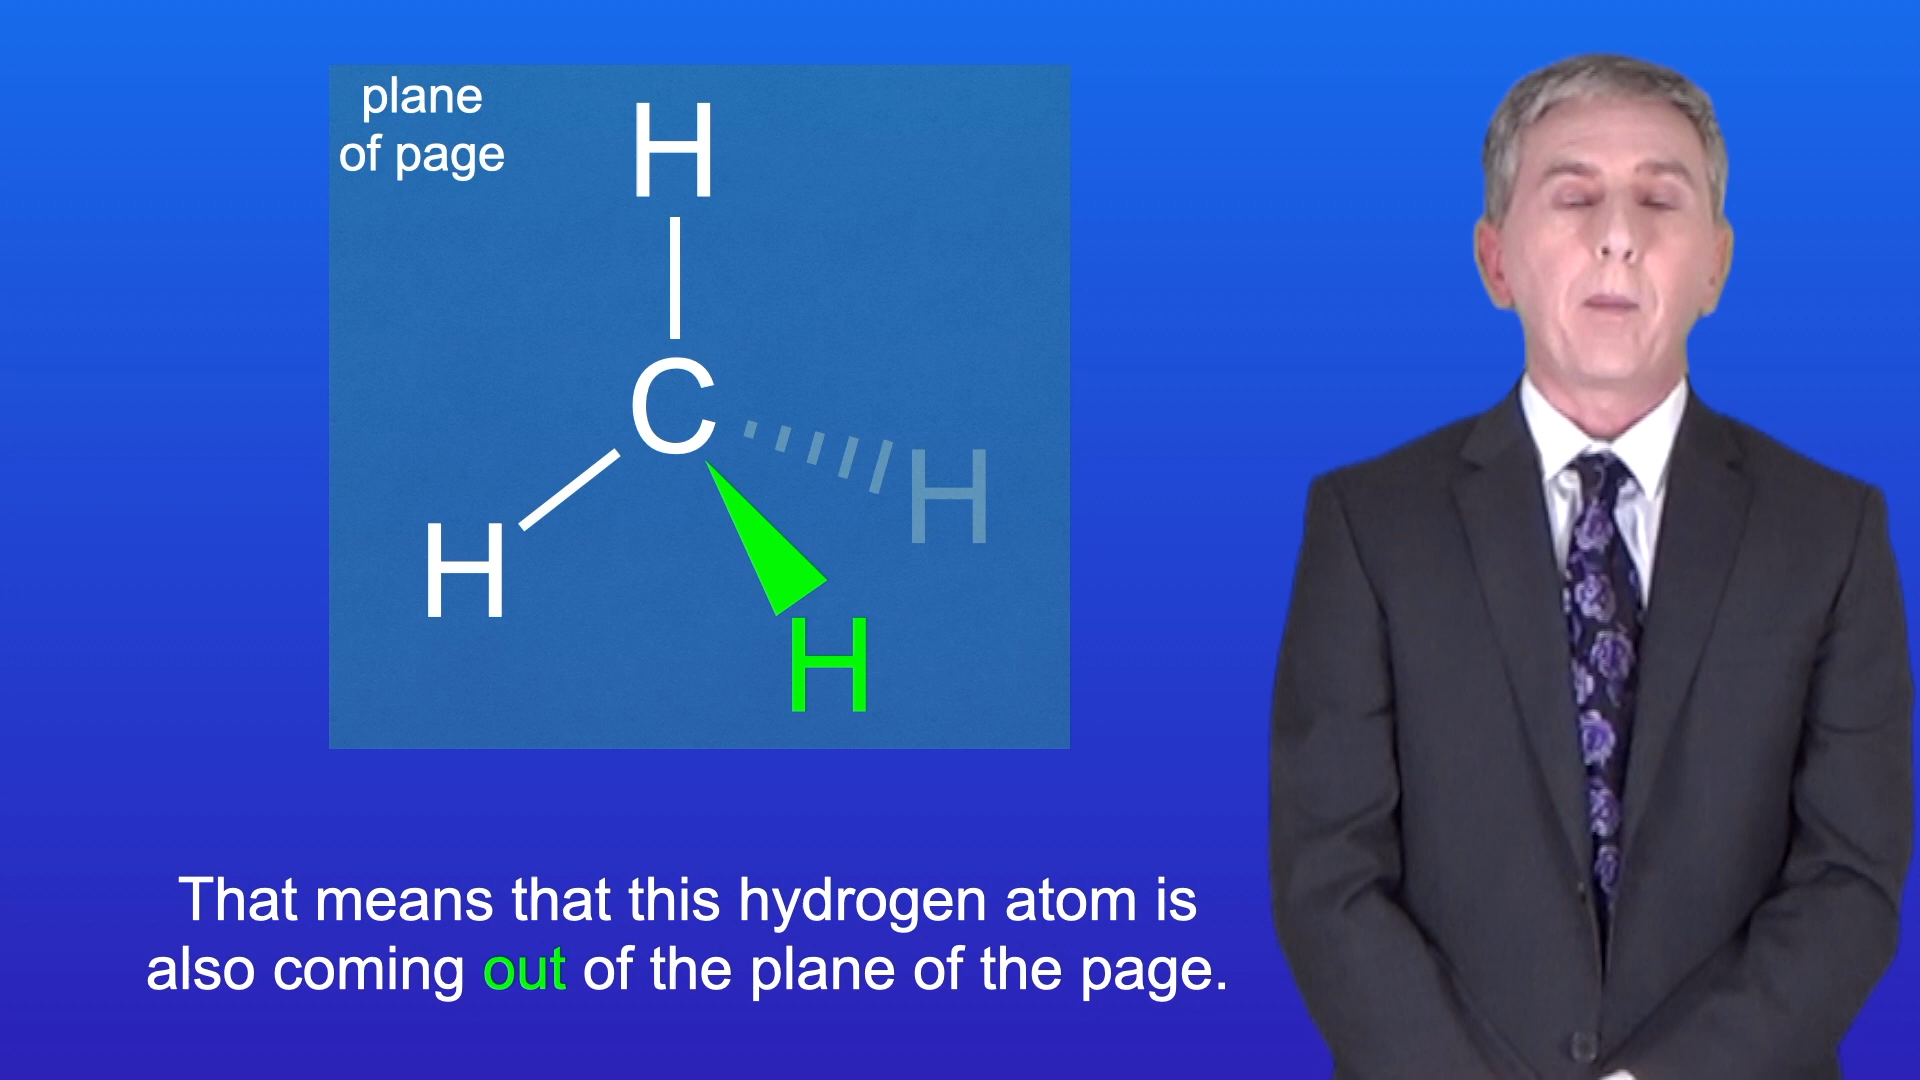 plane
of page
H
C
H
H
H
That means that this hydrogen atom is
also coming out of the plane of the page.